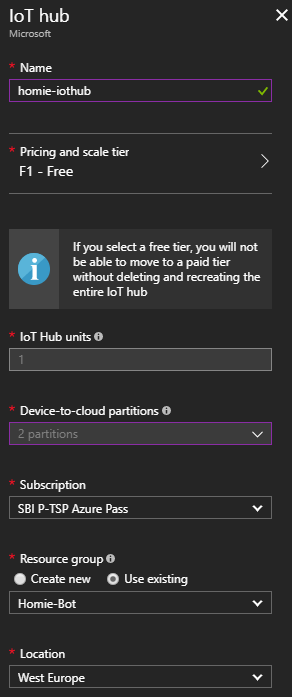 IoT hub
Microsoft
* Name
homie-iothub
* Pricing and scale tier
F1 - Free
If you select a free tier, you will not
be able to move to a paid tier
without deleting and recreating the
entire IoT hub
* IoT Hub units
1
* Device-to-cloud partitions
2 partitions
* Subscription
SBI P-TSP Azure Pass
* Resource group
Create new Use existing
Homie-Bot
* Location
West Europe